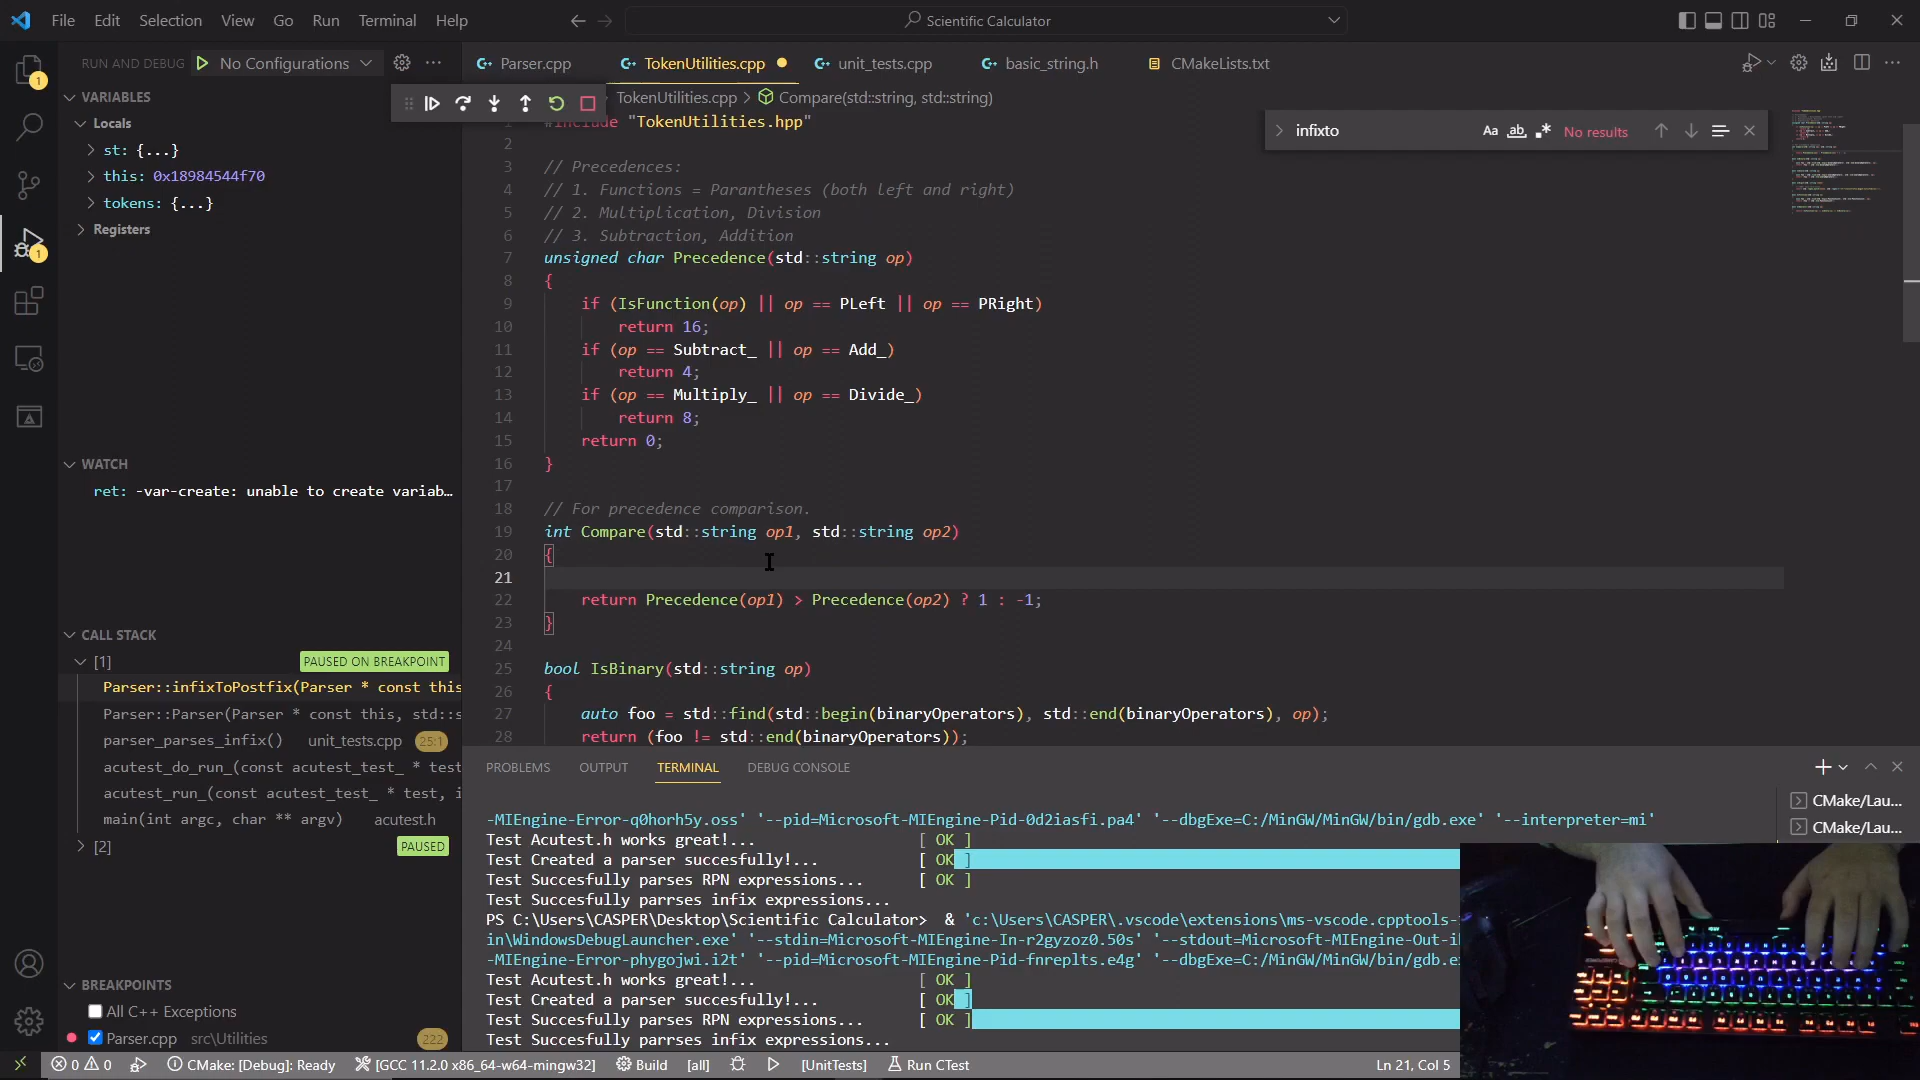 File Edit Selection View Go Run Terminal Help
Scientific Calculator
RUN AND DEBUG No Configurations
Parser.cpp TokenUtilities.cpp unit_tests.cpp basic_string.h CMakeLists.txt
TokenUtilities.cpp > Compare(std::string, std::string)
VARIABLES
Locals
st: {...}
this: 0x18984544f70
tokens: {...}
Registers
WATCH
ret: -var-create: unable to create variab…
CALL STACK
[1] PAUSED ON BREAKPOINT
Parser::infixToPostfix(Parser * const this
Parser::Parser(Parser * const this, std::s
parser_parses_infix() unit_tests.cpp 25:1
acutest_do_run_(const acutest_test_ * test
acutest_run_(const acutest_test_ * test, i
main(int argc, char ** argv) acutest.h
[2] PAUSED
BREAKPOINTS
All C++ Exceptions
Parser.cpp src\Utilities 222
infixto Aa ab .* No results
1 #include "TokenUtilities.hpp"
2
3 // Precedences:
4 // 1. Functions = Parantheses (both left and right)
5 // 2. Multiplication, Division
6 // 3. Subtraction, Addition
7 unsigned char Precedence(std::string op)
8 {
9 if (IsFunction(op) || op == PLeft || op == PRight)
10 return 16;
11 if (op == Subtract_ || op == Add_)
12 return 4;
13 if (op == Multiply_ || op == Divide_)
14 return 8;
15 return 0;
16 }
17
18 // For precedence comparison.
19 int Compare(std::string op1, std::string op2)
20 {
21
22 return Precedence(op1) > Precedence(op2) ? 1 : -1;
23 }
24
25 bool IsBinary(std::string op)
26 {
27 auto foo = std::find(std::begin(binaryOperators), std::end(binaryOperators), op);
28 return (foo != std::end(binaryOperators));
PROBLEMS OUTPUT TERMINAL DEBUG CONSOLE
-MIEngine-Error-q0horh5y.oss' '--pid=Microsoft-MIEngine-Pid-0d2iasfi.pa4' '--dbgExe=C:/MinGW/MinGW/bin/gdb.exe' '--interpreter=mi'
Test Acutest.h works great!... [ OK ]
Test Created a parser succesfully!... [ OK ]
Test Succesfully parses RPN expressions... [ OK ]
Test Succesfully parrses infix expressions...
PS C:\Users\CASPER\Desktop\Scientific Calculator> & 'c:\Users\CASPER\.vscode\extensions\ms-vscode.cpptools-
in\WindowsDebugLauncher.exe' '--stdin=Microsoft-MIEngine-In-r2gyzoz0.50s' '--stdout=Microsoft-MIEngine-Out-i
-MIEngine-Error-phygojwi.i2t' '--pid=Microsoft-MIEngine-Pid-fnreplts.e4g' '--dbgExe=C:/MinGW/MinGW/bin/gdb.e
Test Acutest.h works great!... [ OK ]
Test Created a parser succesfully!... [ OK ]
Test Succesfully parses RPN expressions... [ OK ]
Test Succesfully parrses infix expressions...
CMake/Lau...
CMake/Lau...
0 0 CMake: [Debug]: Ready [GCC 11.2.0 x86_64-w64-mingw32] Build [all] [UnitTests] Run CTest Ln 21, Col 5